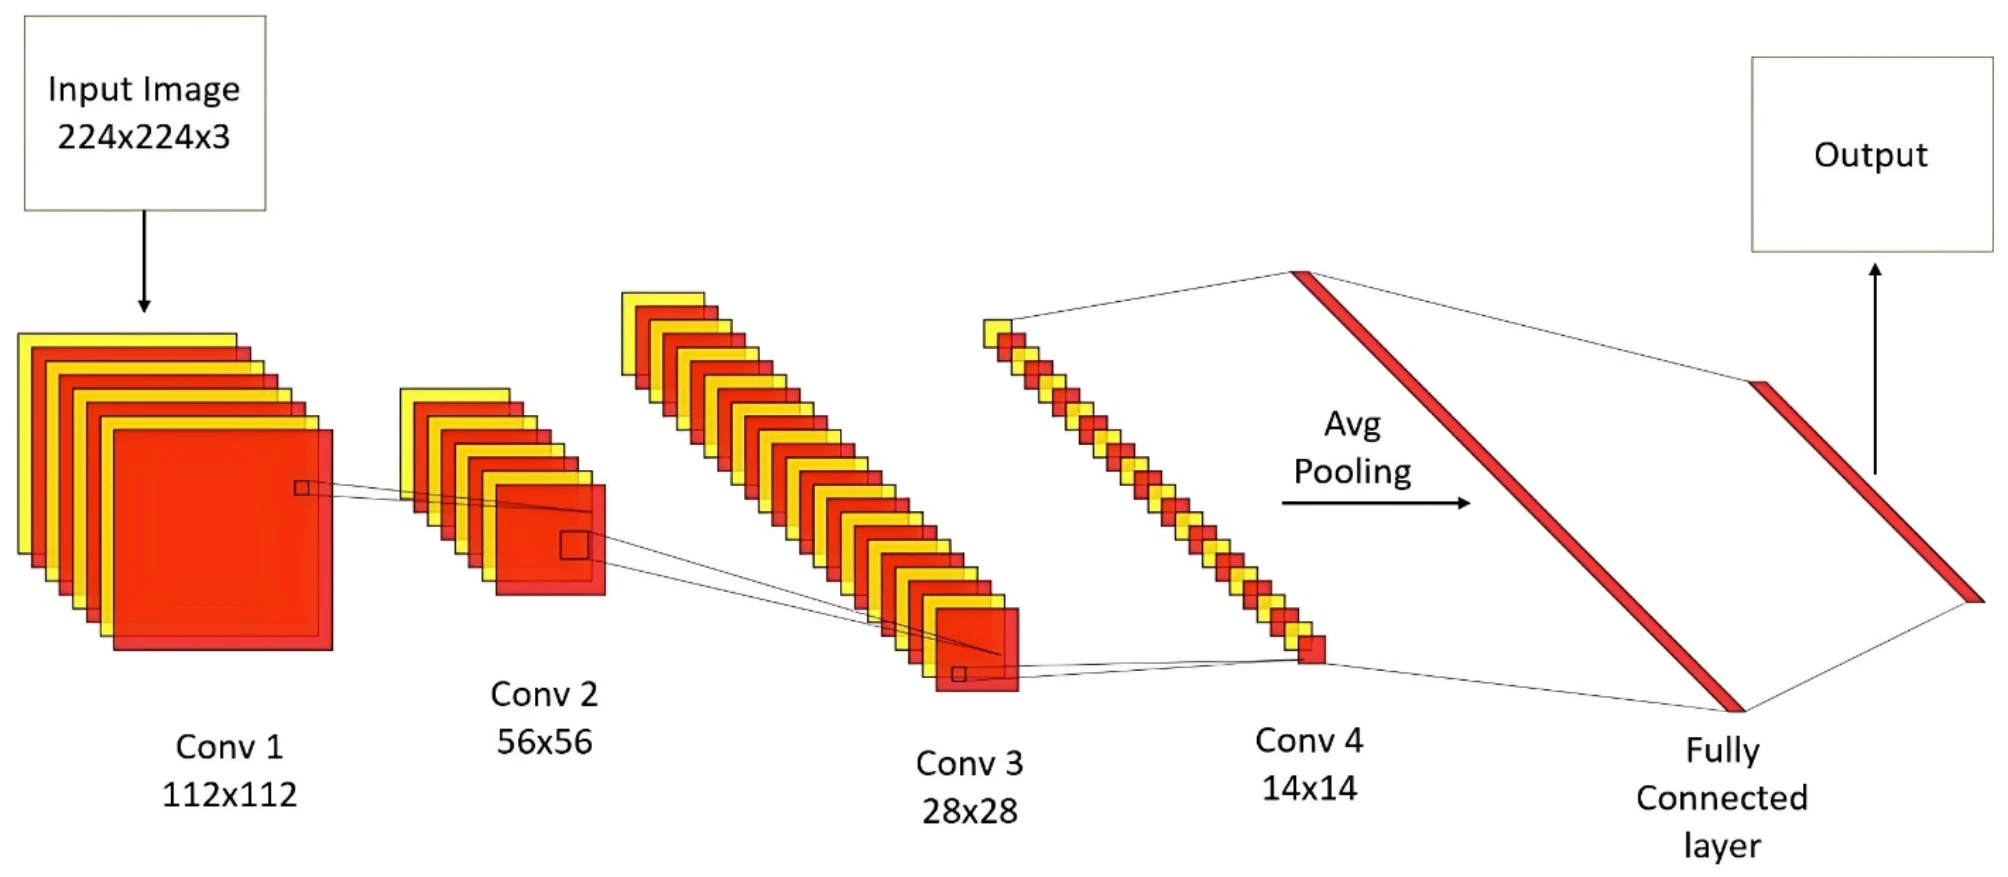 Input Image
224x224x3
Output
Avg
Pooling
Conv 1
112x112
Conv 2
56x56
Conv 3
28x28
Conv 4
14x14
Fully
Connected
layer